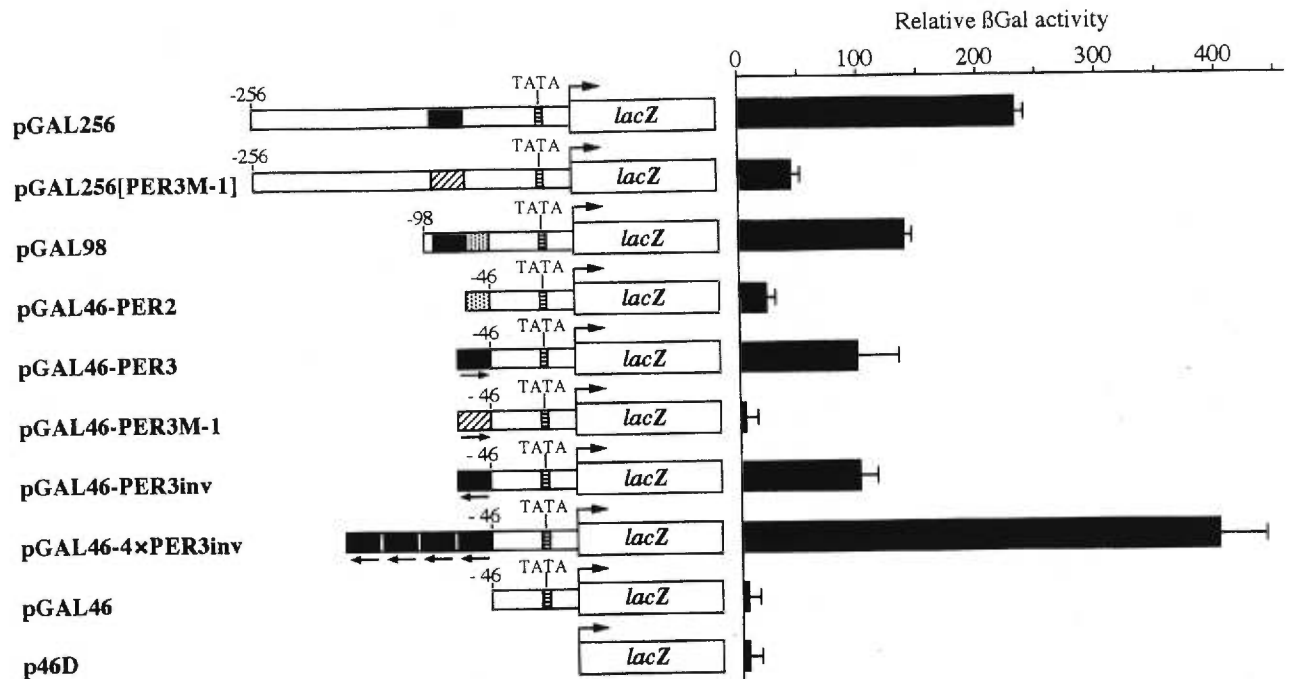 Relative βGal activity
0 100 200 300 400
pGAL256 -256 TATA lacZ
pGAL256[PER3M-1] -256 TATA lacZ
pGAL98 -98 TATA lacZ
pGAL46-PER2 -46 TATA lacZ
pGAL46-PER3 -46 TATA lacZ
pGAL46-PER3M-1 - 46 TATA lacZ
pGAL46-PER3inv - 46 TATA lacZ
pGAL46-4×PER3inv - 46 TATA lacZ
pGAL46 - 46 TATA lacZ
p46D lacZ